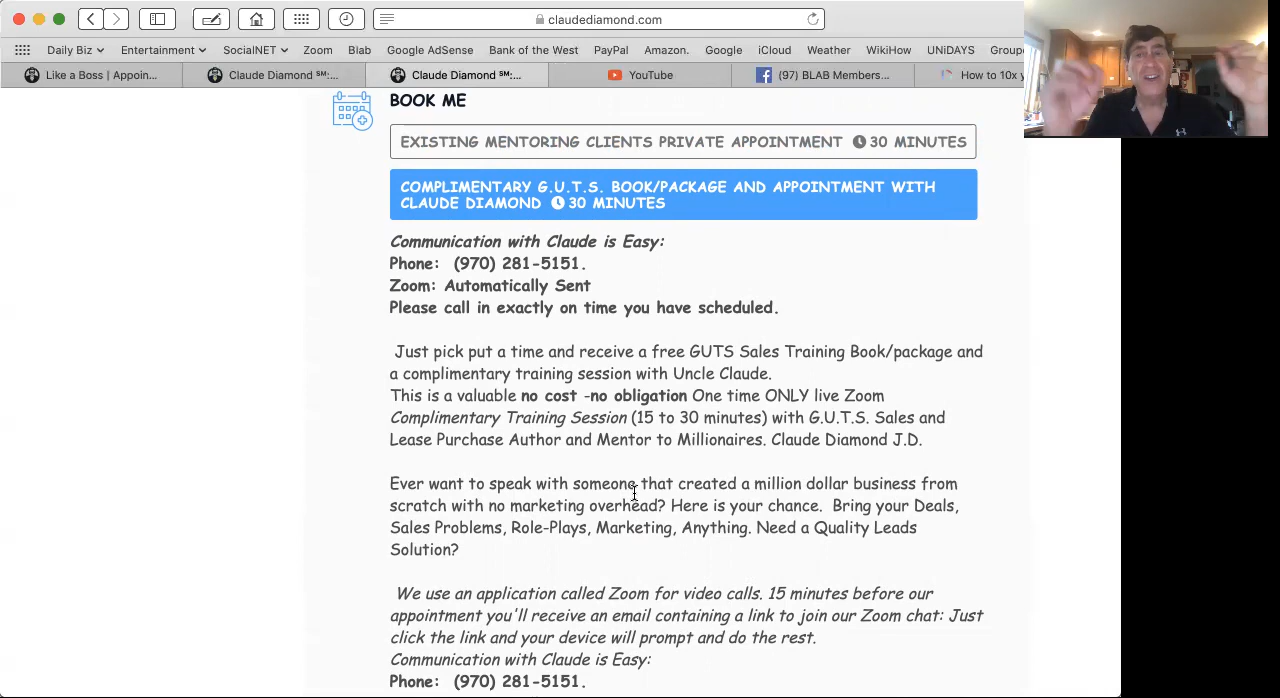 claudediamond.com
Daily Biz Entertainment SocialNET Zoom Blab Google AdSense Bank of the West PayPal Amazon. Google iCloud Weather WikiHow UNiDAYS Groupo
Like a Boss | Appoin... Claude Diamond ℠:... Claude Diamond ℠:... YouTube (97) BLAB Members... How to 10x y
BOOK ME
EXISTING MENTORING CLIENTS PRIVATE APPOINTMENT 30 MINUTES
COMPLIMENTARY G.U.T.S. BOOK/PACKAGE AND APPOINTMENT WITH
CLAUDE DIAMOND 30 MINUTES
Communication with Claude is Easy:
Phone: (970) 281-5151.
Zoom: Automatically Sent
Please call in exactly on time you have scheduled.
Just pick put a time and receive a free GUTS Sales Training Book/package and
a complimentary training session with Uncle Claude.
This is a valuable no cost -no obligation One time ONLY live Zoom
Complimentary Training Session (15 to 30 minutes) with G.U.T.S. Sales and
Lease Purchase Author and Mentor to Millionaires. Claude Diamond J.D.
Ever want to speak with someone that created a million dollar business from
scratch with no marketing overhead? Here is your chance. Bring your Deals,
Sales Problems, Role-Plays, Marketing, Anything. Need a Quality Leads
Solution?
We use an application called Zoom for video calls. 15 minutes before our
appointment you'll receive an email containing a link to join our Zoom chat: Just
click the link and your device will prompt and do the rest.
Communication with Claude is Easy:
Phone: (970) 281-5151.